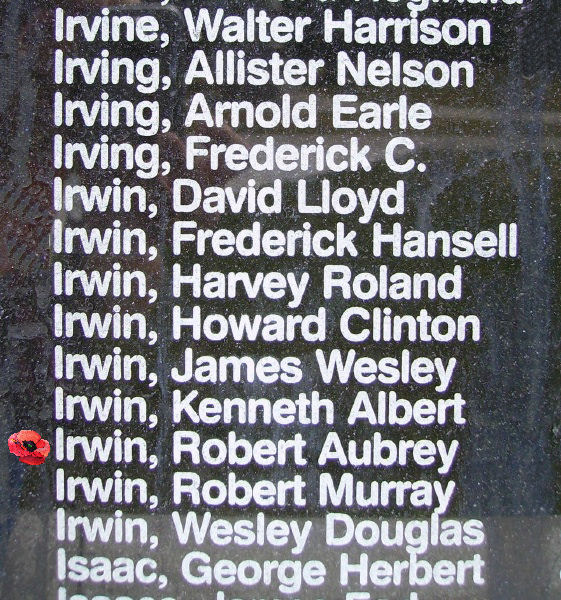 Reginald
Irvine, Walter Harrison
Irving, Allister Nelson
Irving, Arnold Earle
Irving, Frederick C.
Irwin, David Lloyd
Irwin, Frederick Hansell
Irwin, Harvey Roland
Irwin, Howard Clinton
Irwin, James Wesley
Irwin, Kenneth Albert
Irwin, Robert Aubrey
Irwin, Robert Murray
Irwin, Wesley Douglas
Isaac, George Herbert